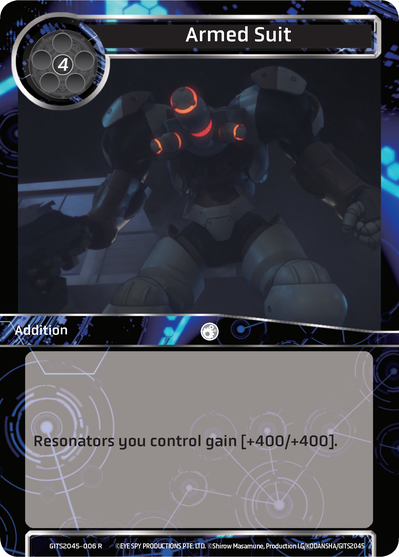 Armed Suit
4
Addition
Resonators you control gain [+400/+400].
GITS2045-006 R ©EYE SPY PRODUCTIONS PTE. LTD. ©Shirow Masamune, Production I.G/KODANSHA/GITS2045